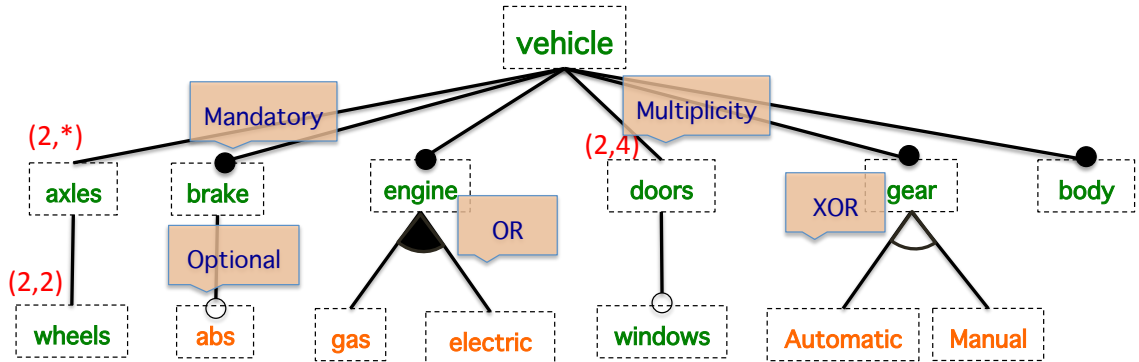 vehicle
Mandatory
Multiplicity
(2,*)
(2,4)
axles
brake
engine
doors
gear
body
XOR
OR
Optional
(2,2)
wheels
abs
gas
electric
windows
Automatic
Manual